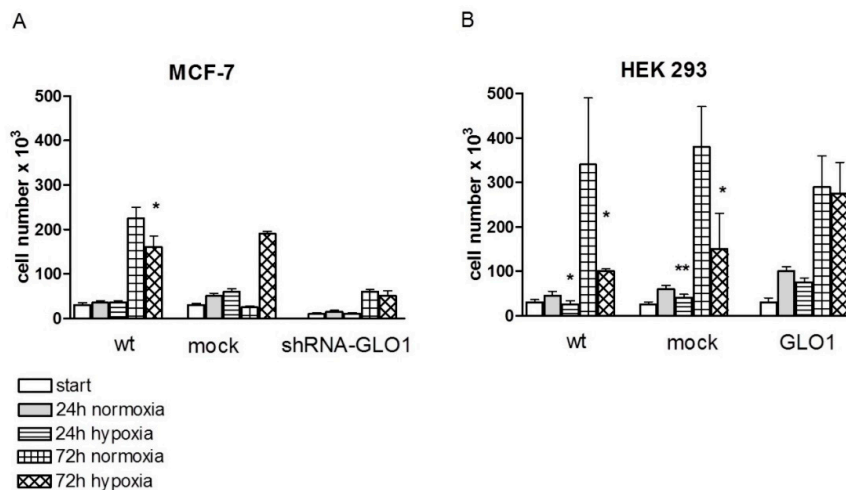 A
MCF-7
500
400
300
200
100
0
cell number x 10³
*
wt
mock
shRNA-GLO1
B
HEK 293
500
400
300
200
100
0
cell number x 10³
*
*
**
*
wt
mock
GLO1
start
24h normoxia
24h hypoxia
72h normoxia
72h hypoxia